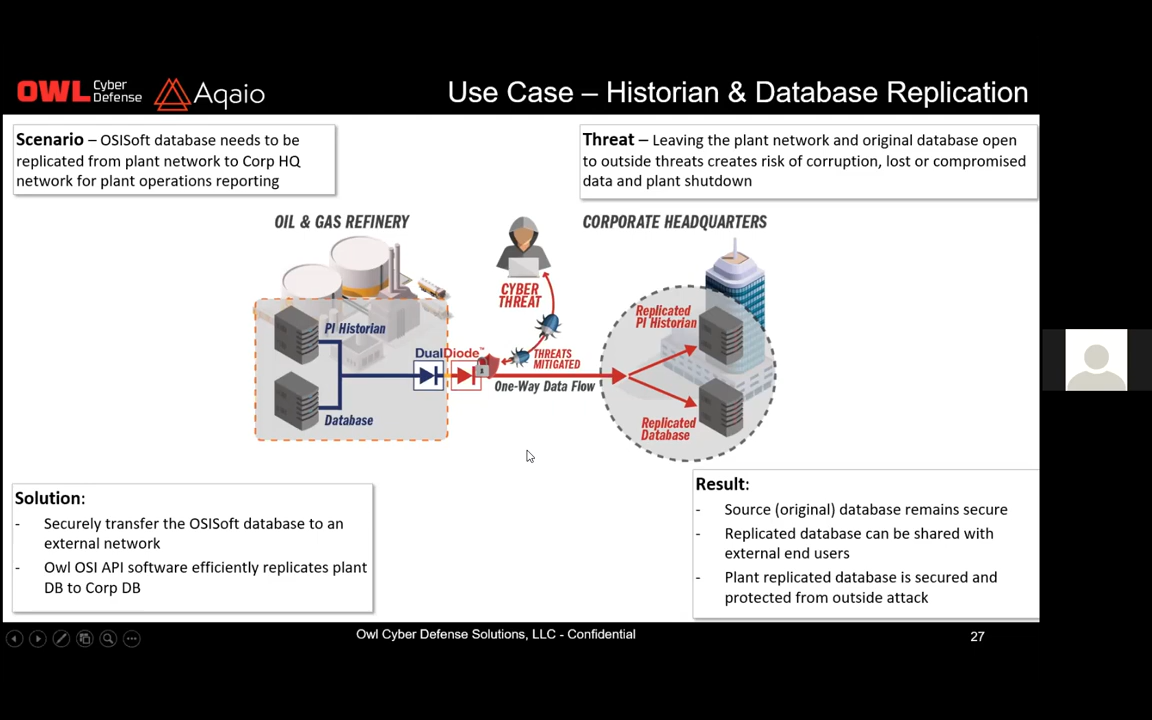 OWL Cyber Defense
Aqaio
Use Case – Historian & Database Replication
Scenario – OSISoft database needs to be
replicated from plant network to Corp HQ
network for plant operations reporting
Threat – Leaving the plant network and original database open
to outside threats creates risk of corruption, lost or compromised
data and plant shutdown
OIL & GAS REFINERY
CORPORATE HEADQUARTERS
CYBER
THREAT
PI Historian
Database
DualDiode™
THREATS
MITIGATED
One-Way Data Flow
Replicated
PI Historian
Replicated
Database
Solution:
- Securely transfer the OSISoft database to an
external network
- Owl OSI API software efficiently replicates plant
DB to Corp DB
Result:
- Source (original) database remains secure
- Replicated database can be shared with
external end users
- Plant replicated database is secured and
protected from outside attack
Owl Cyber Defense Solutions, LLC - Confidential
27